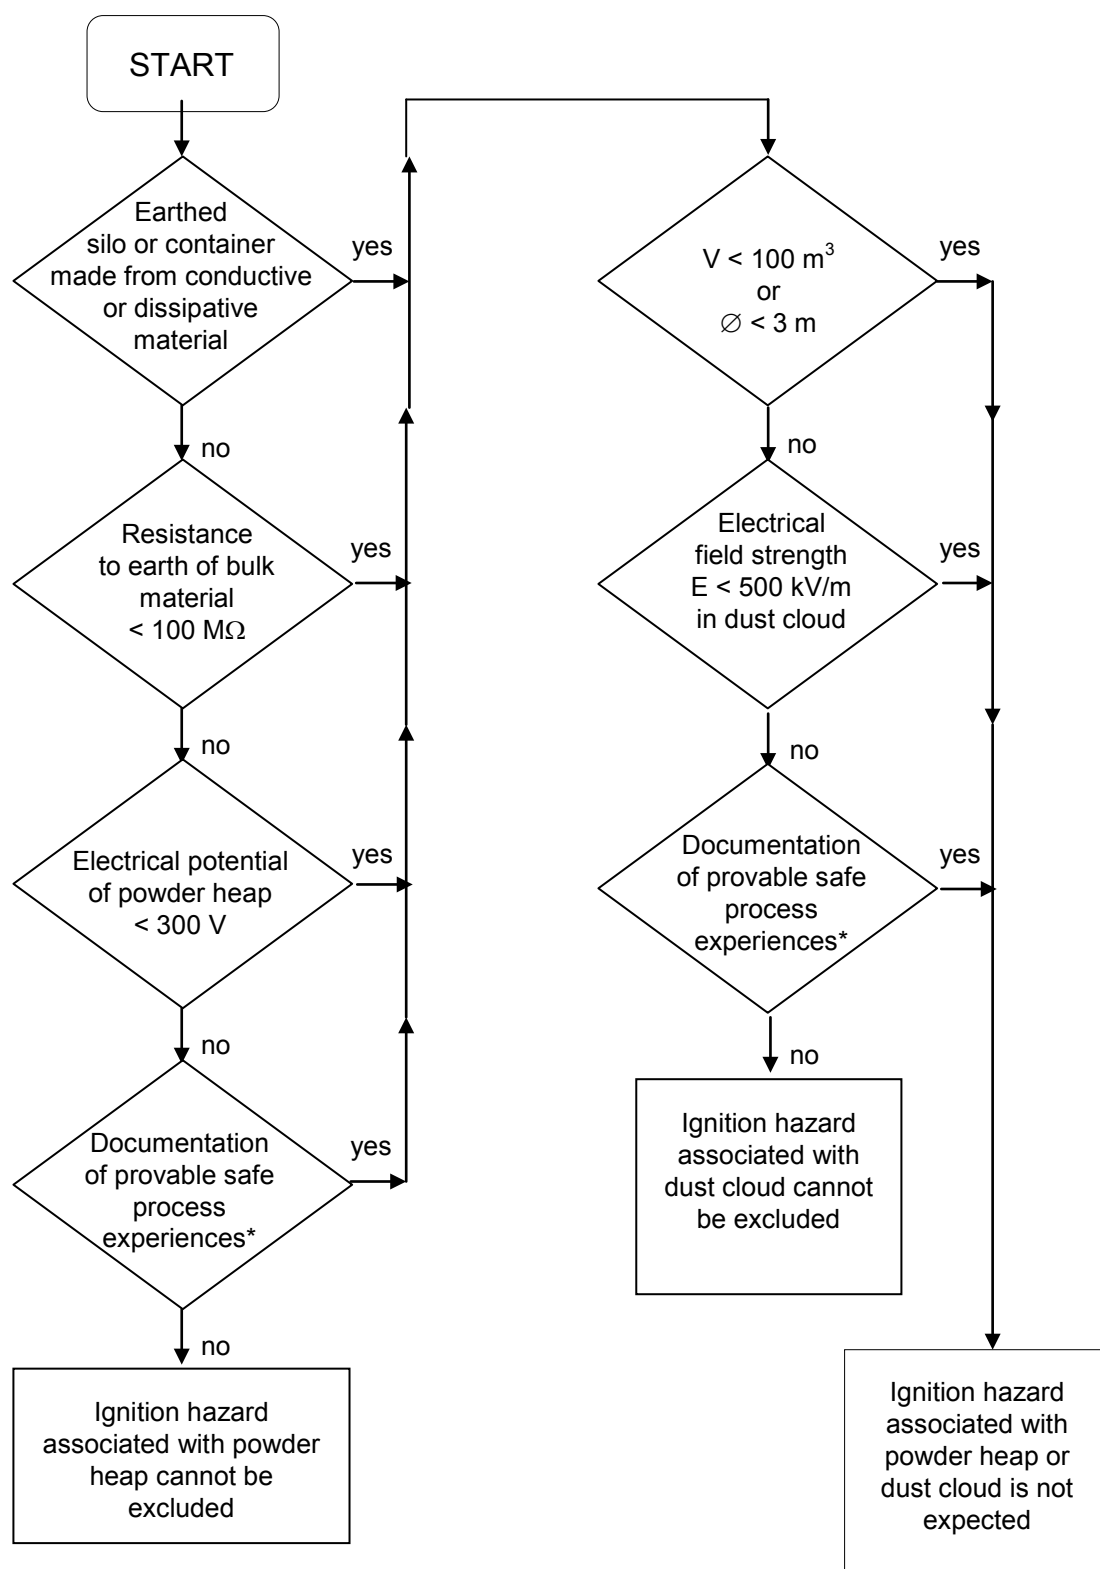 START
Earthed
silo or container
made from conductive
or dissipative
material
yes
no
Resistance
to earth of bulk
material
< 100 MΩ
yes
no
Electrical potential
of powder heap
< 300 V
yes
no
Documentation
of provable safe
process
experiences*
yes
no
Ignition hazard
associated with powder
heap cannot be
excluded
V < 100 m³
or
∅ < 3 m
yes
no
Electrical
field strength
E < 500 kV/m
in dust cloud
yes
no
Documentation
of provable safe
process
experiences*
yes
no
Ignition hazard
associated with
dust cloud cannot
be excluded
Ignition hazard
associated with
powder heap or
dust cloud is not
expected